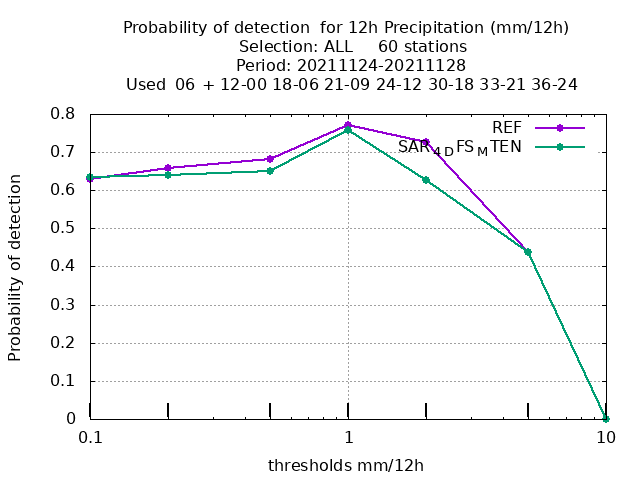 Probability of detection  for 12h Precipitation (mm/12h)
Selection: ALL     60 stations
Period: 20211124-20211128
Used  06 + 12-00 18-06 21-09 24-12 30-18 33-21 36-24
Probability of detection
0.8
0.7
0.6
0.5
0.4
0.3
0.2
0.1
0
REF
SAR4DFSMTEN
0.1
1
10
thresholds mm/12h